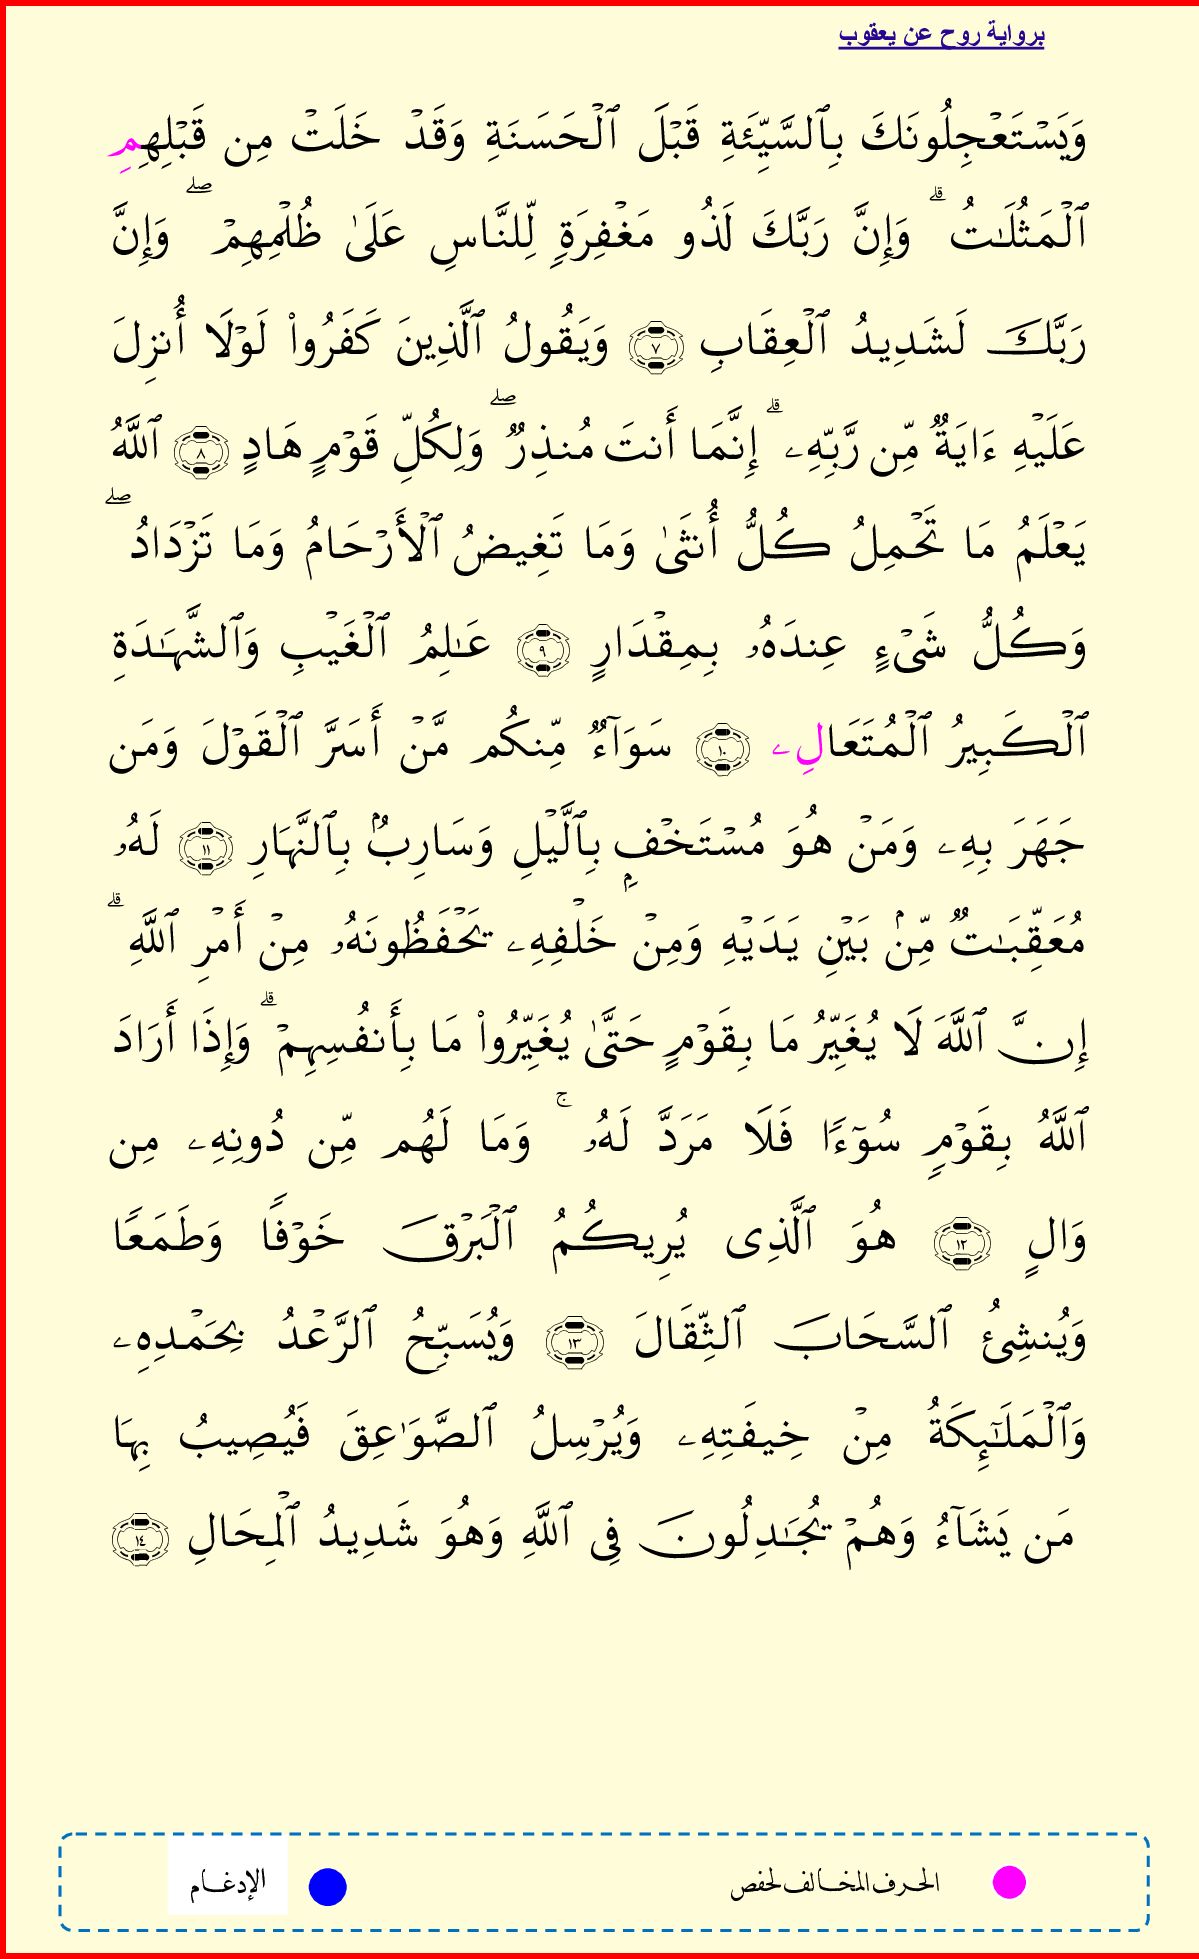 برواية روح عن يعقوب
وَيَسۡتَعۡجِلُونَكَ بِٱلسَّيِّئَةِ قَبۡلَ ٱلۡحَسَنَةِ وَقَدۡ خَلَتۡ مِن قَبۡلِهِمِ
ٱلۡمَثُلَٰتُۗ وَإِنَّ رَبَّكَ لَذُو مَغۡفِرَةٖ لِّلنَّاسِ عَلَىٰ ظُلۡمِهِمۡۖ وَإِنَّ
رَبَّكَ لَشَدِيدُ ٱلۡعِقَابِ ٧ وَيَقُولُ ٱلَّذِينَ كَفَرُواْ لَوۡلَا أُنزِلَ
عَلَيۡهِ ءَايَةٞ مِّن رَّبِّهِۦۗ إِنَّمَا أَنتَ مُنذِرٞۖ وَلِكُلِّ قَوۡمٍ هَادٍ ٨ ٱللَّهُ
يَعۡلَمُ مَا تَحۡمِلُ كُلُّ أُنثَىٰ وَمَا تَغِيضُ ٱلۡأَرۡحَامُ وَمَا تَزۡدَادُۖ
وَكُلُّ شَيۡءٍ عِندَهُۥ بِمِقۡدَارٍ ٩ عَٰلِمُ ٱلۡغَيۡبِ وَٱلشَّهَٰدَةِ
ٱلۡكَبِيرُ ٱلۡمُتَعَالِۦ ١٠ سَوَآءٞ مِّنكُم مَّنۡ أَسَرَّ ٱلۡقَوۡلَ وَمَن
جَهَرَ بِهِۦ وَمَنۡ هُوَ مُسۡتَخۡفِۭ بِٱلَّيۡلِ وَسَارِبُۢ بِٱلنَّهَارِ ١١ لَهُۥ
مُعَقِّبَٰتٞ مِّنۢ بَيۡنِ يَدَيۡهِ وَمِنۡ خَلۡفِهِۦ يَحۡفَظُونَهُۥ مِنۡ أَمۡرِ ٱللَّهِۗ
إِنَّ ٱللَّهَ لَا يُغَيِّرُ مَا بِقَوۡمٍ حَتَّىٰ يُغَيِّرُواْ مَا بِأَنفُسِهِمۡۗ وَإِذَا أَرَادَ
ٱللَّهُ بِقَوۡمٖ سُوٓءٗا فَلَا مَرَدَّ لَهُۥۚ وَمَا لَهُم مِّن دُونِهِۦ مِن
وَالٍ ١٢ هُوَ ٱلَّذِي يُرِيكُمُ ٱلۡبَرۡقَ خَوۡفٗا وَطَمَعٗا
وَيُنشِئُ ٱلسَّحَابَ ٱلثِّقَالَ ١٣ وَيُسَبِّحُ ٱلرَّعۡدُ بِحَمۡدِهِۦ
وَٱلۡمَلَٰٓئِكَةُ مِنۡ خِيفَتِهِۦ وَيُرۡسِلُ ٱلصَّوَٰعِقَ فَيُصِيبُ بِهَا
مَن يَشَآءُ وَهُمۡ يُجَٰدِلُونَ فِي ٱللَّهِ وَهُوَ شَدِيدُ ٱلۡمِحَالِ ١٤
الحرف المخالف لحفص الإدغام